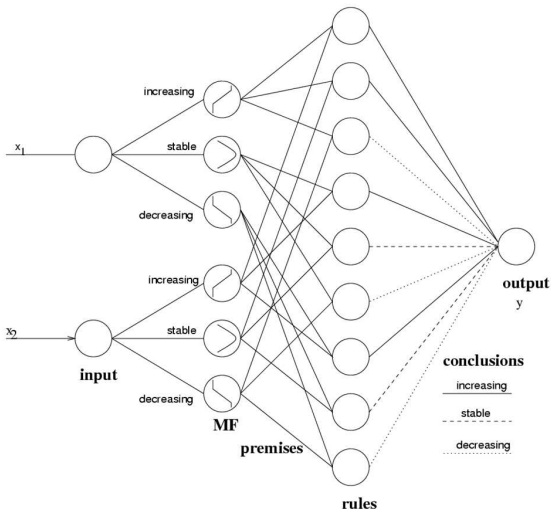 increasing
x1
stable
decreasing
increasing
x2
stable
decreasing
input
MF
premises
rules
output
y
conclusions
increasing
stable
decreasing